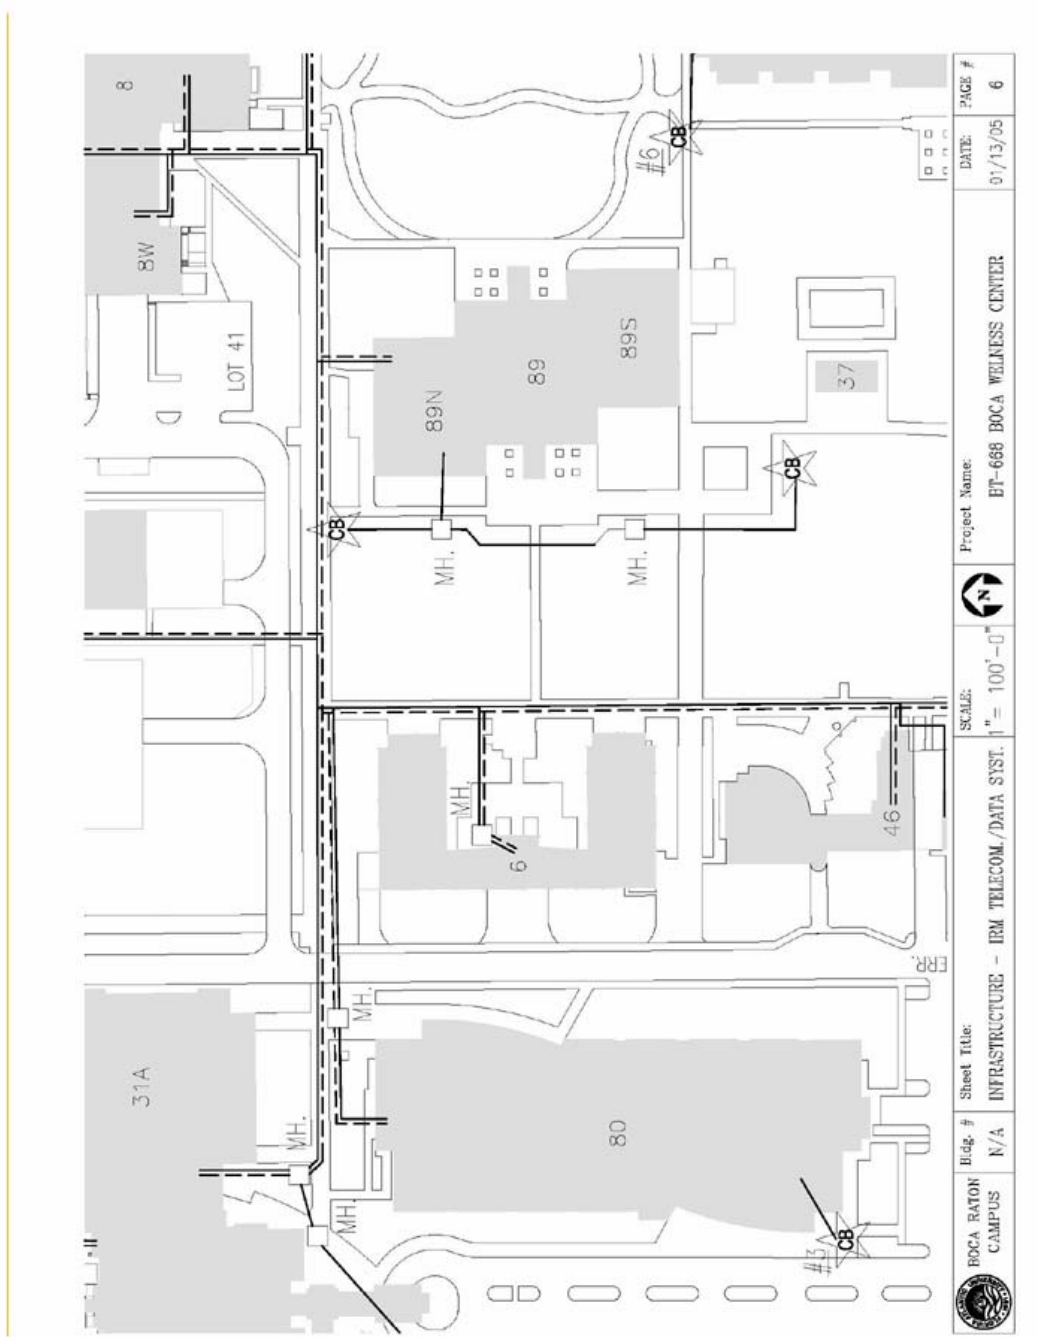 8
8W
LOT 41
89N
89
89S
37
CB
#6
CB
CB
MH.
MH.
MH.
6
46
ERR.
MH.
31A
MH.
MH.
80
#3
CB
BOCA RATON
CAMPUS
Bldg. #
N/A
Sheet Title:
INFRASTRUCTURE - IRM TELECOM./DATA SYST.
SCALE:
1"= 100'-0"
N
Project Name:
BT-668 BOCA WELNESS CENTER
DATE:
01/13/05
PAGE #
6